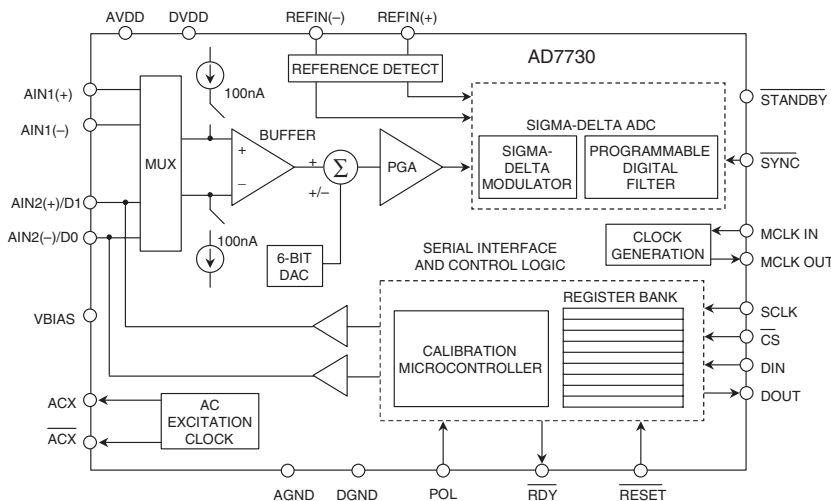 AVDD DVDD REFIN(–) REFIN(+)
AD7730
REFERENCE DETECT
AIN1(+)
100nA
STANDBY
AIN1(–)
BUFFER
SIGMA-DELTA ADC
MUX
+
–
+
+/–
Σ
PGA
SIGMA-
DELTA
MODULATOR
PROGRAMMABLE
DIGITAL
FILTER
SYNC
AIN2(+)/D1
AIN2(–)/D0
100nA
6-BIT
DAC
SERIAL INTERFACE
AND CONTROL LOGIC
CLOCK
GENERATION
MCLK IN
MCLK OUT
REGISTER BANK
VBIAS
SCLK
CS
CALIBRATION
MICROCONTROLLER
DIN
DOUT
ACX
ACX
AC
EXCITATION
CLOCK
AGND DGND POL RDY RESET